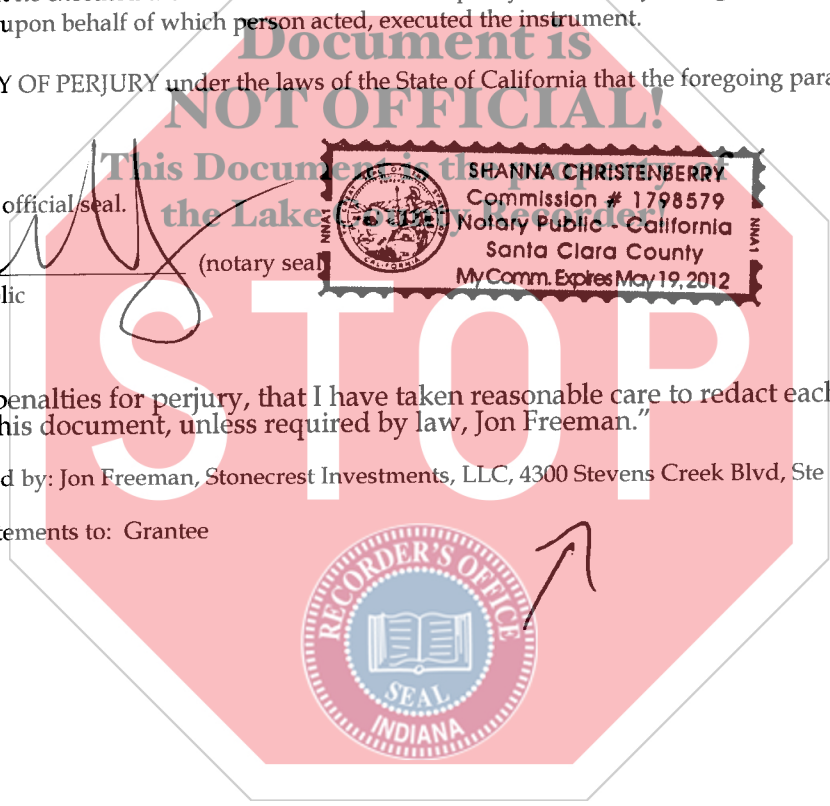 upon behalf of which person acted, executed the instrument.
Document is
Y OF PERJURY under the laws of the State of California that the foregoing para
NOT OFFICIAL!
This Document is the property of
the Lake County Recorder!
official seal.
SHANNA CHRISTENBERRY
Commission # 1798579
Notary Public - California
Santa Clara County
My Comm. Expires May 19, 2012
NNA1
NNA1
CALIFORNIA
(notary seal
lic
STOP
penalties for perjury, that I have taken reasonable care to redact each
his document, unless required by law, Jon Freeman.”
d by: Jon Freeman, Stonecrest Investments, LLC, 4300 Stevens Creek Blvd, Ste
tements to: Grantee
RECORDER'S OFFICE
SEAL
INDIANA